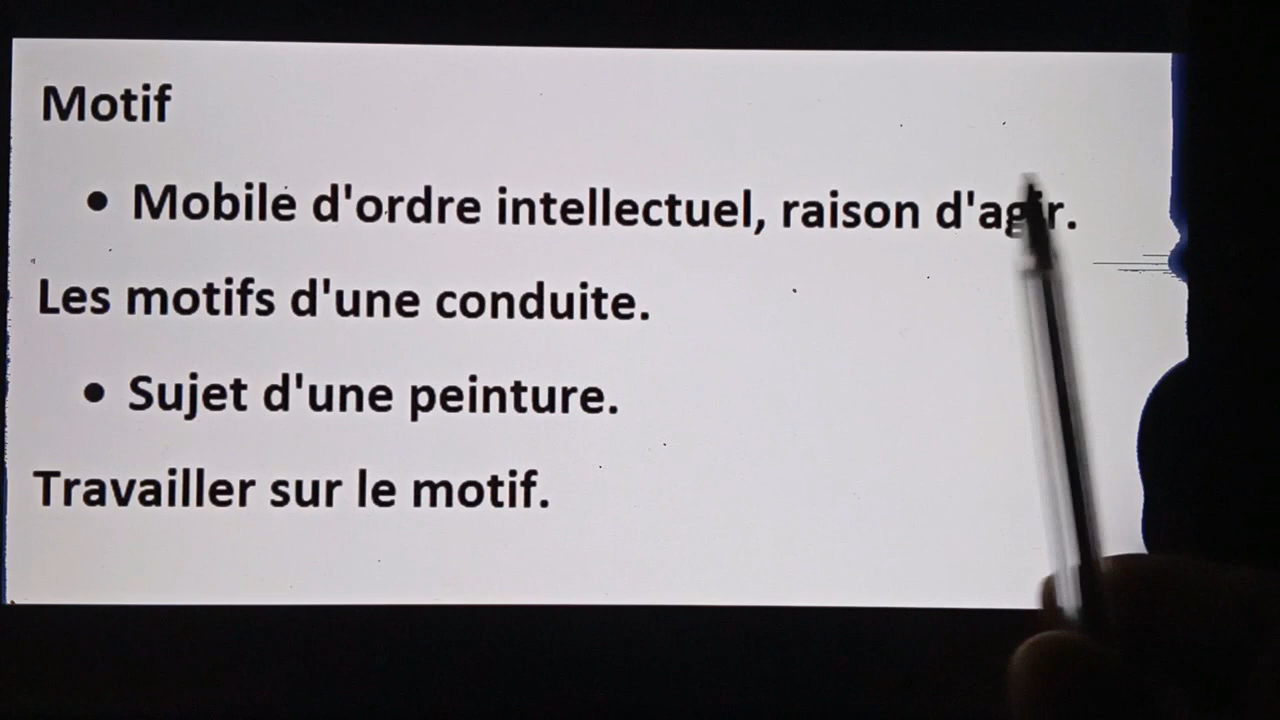 Motif
• Mobile d'ordre intellectuel, raison d'agir.
Les motifs d'une conduite.
• Sujet d'une peinture.
Travailler sur le motif.